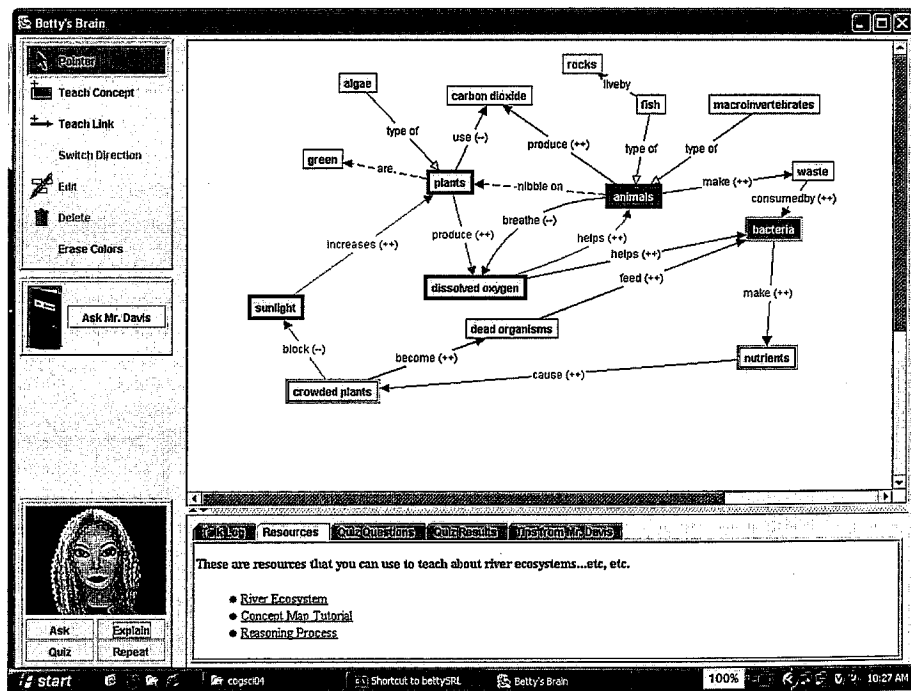 Betty's Brain
Pointer
Teach Concept
Teach Link
Switch Direction
Edit
Delete
Erase Colors
Ask Mr. Davis
rocks
liveby
algae
carbon dioxide
fish
macroinvertebrates
type of
use (--)
produce (++)
green
are
type of
type of
waste
plants
nibble on
animals
make (++)
consumedby (++)
breathe (--)
bacteria
increases (++)
produce (++)
helps (++)
helps (++)
dissolved oxygen
feed (++)
sunlight
dead organisms
make (++)
block (--)
become (++)
nutrients
cause (++)
crowded plants
Talk Log Resources Quiz Questions Quiz Results Tips from Mr. Davis
These are resources that you can use to teach about river ecosystems...etc, etc.
River Ecosystem
Concept Map Tutorial
Reasoning Process
Ask Explain
Quiz Repeat
start cogsci04 Shortcut to bettySRL Betty's Brain 100% 10:27 AM